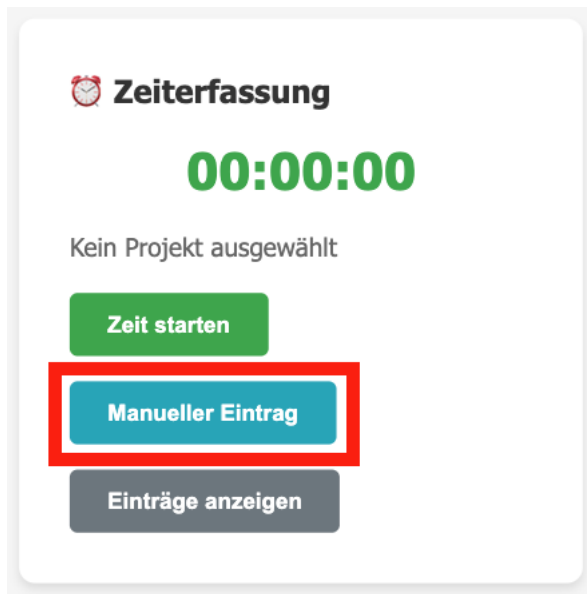 ⏰ Zeiterfassung
00:00:00
Kein Projekt ausgewählt
Zeit starten
Manueller Eintrag
Einträge anzeigen